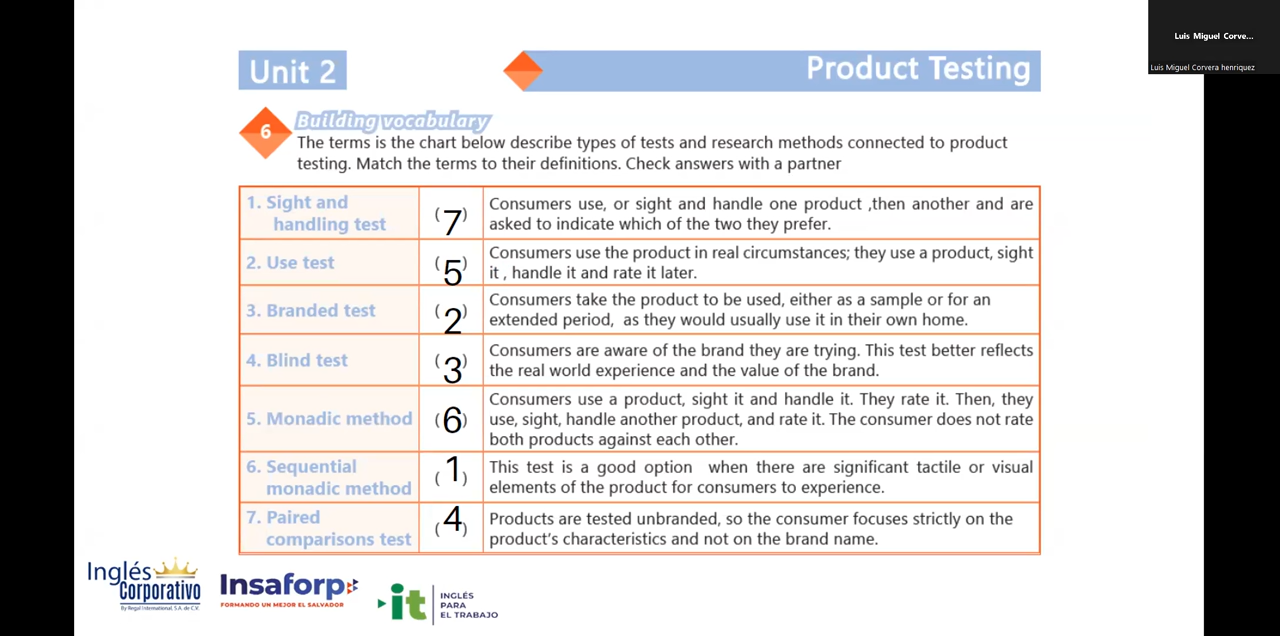 Luis Miguel Corve...
Luis Miguel Corvera henriquez
Unit 2
Product Testing
6
Building vocabulary
The terms is the chart below describe types of tests and research methods connected to product
testing. Match the terms to their definitions. Check answers with a partner
1. Sight and
handling test
(7)
Consumers use, or sight and handle one product ,then another and are
asked to indicate which of the two they prefer.
2. Use test
(5)
Consumers use the product in real circumstances; they use a product, sight
it , handle it and rate it later.
3. Branded test
(2)
Consumers take the product to be used, either as a sample or for an
extended period, as they would usually use it in their own home.
4. Blind test
(3)
Consumers are aware of the brand they are trying. This test better reflects
the real world experience and the value of the brand.
5. Monadic method
(6)
Consumers use a product, sight it and handle it. They rate it. Then, they
use, sight, handle another product, and rate it. The consumer does not rate
both products against each other.
6. Sequential
monadic method
(1)
This test is a good option when there are significant tactile or visual
elements of the product for consumers to experience.
7. Paired
comparisons test
(4)
Products are tested unbranded, so the consumer focuses strictly on the
product's characteristics and not on the brand name.
Inglés
Corporativo
By Regal International, S.A. de C.V.
Insaforp
FORMANDO UN MEJOR EL SALVADOR
it
INGLÉS
PARA
EL TRABAJO